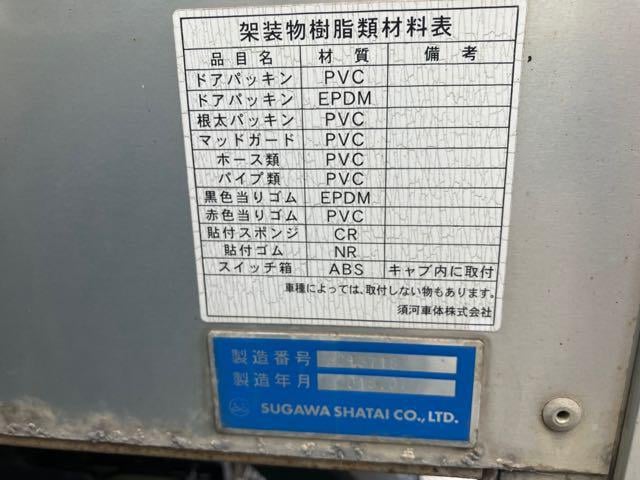 架装物樹脂類材料表
品目名 材質 備考
ドアパッキン PVC
ドアパッキン EPDM
根太パッキン PVC
マッドガード PVC
ホース類 PVC
パイプ類 PVC
黒色当りゴム EPDM
赤色当りゴム PVC
貼付スポンジ CR
貼付ゴム NR
スイッチ箱 ABS キャブ内に取付
車種によっては、取付しない物もあります。
須河車体株式会社
製造番号
製造年月
SUGAWA SHATAI CO., LTD.